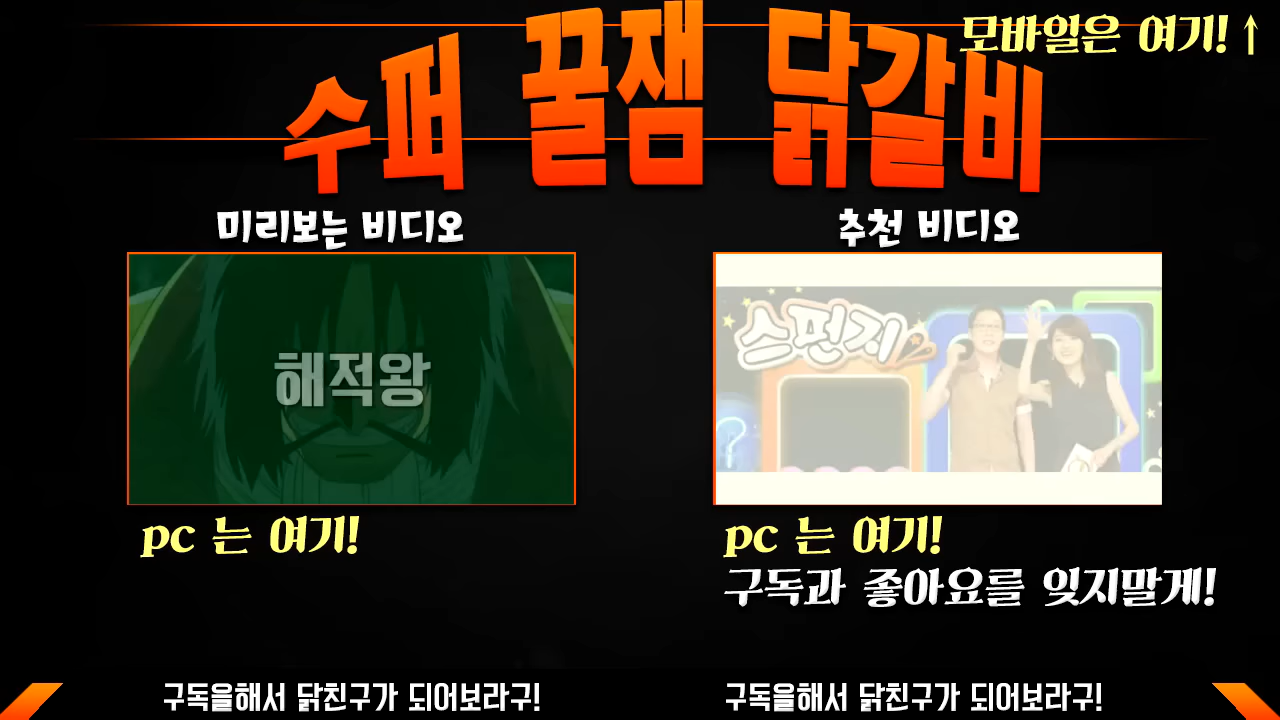 모바일은 여기!↑
수퍼 꿀잼 닭갈비
미리보는 비디오
추천 비디오
해적왕
스펀지2
pc 는 여기!
pc 는 여기!
구독과 좋아요를 잊지말게!
구독을해서 닭친구가 되어보라구!
구독을해서 닭친구가 되어보라구!